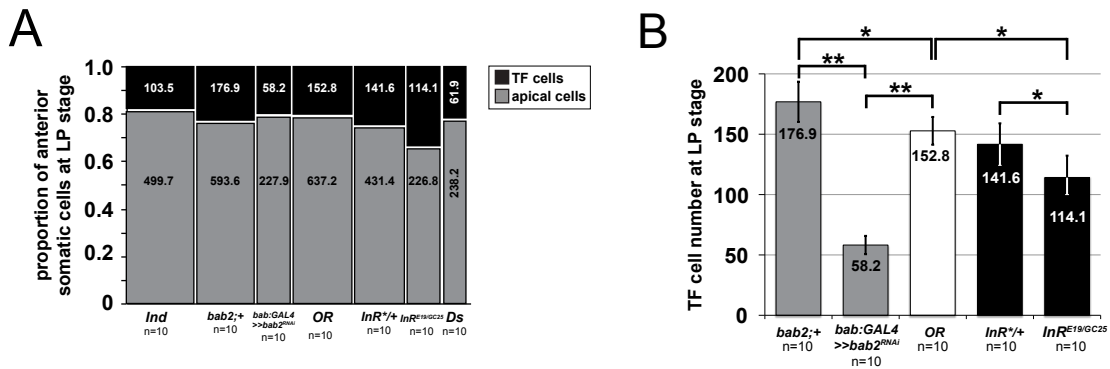 A
proportion of anterior
somatic cells at LP stage
1.0
0.8
0.6
0.4
0.2
0
103.5
176.9
58.2
152.8
141.6
114.1
61.9
499.7
593.6
227.9
637.2
431.4
226.8
238.2
Ind
n=10
bab2;+
n=10
bab:GAL4
>>bab2RNAi
n=10
OR
n=10
InR*/+
n=10
InRE19/GC25
n=10
Ds
n=10
TF cells
apical cells
B
TF cell number at LP stage
200
150
100
50
0
*
*
**
**
*
176.9
58.2
152.8
141.6
114.1
bab2;+
n=10
bab:GAL4
>>bab2RNAi
n=10
OR
n=10
InR*/+
n=10
InRE19/GC25
n=10